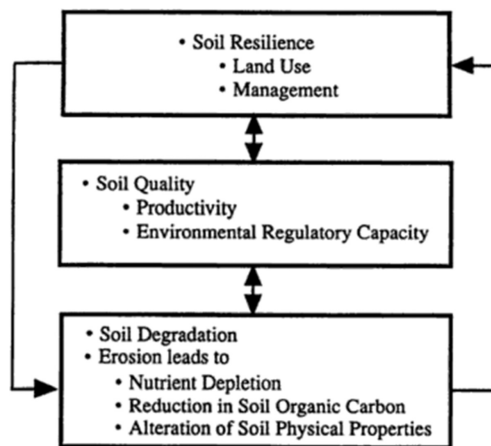 • Soil Resilience
• Land Use
• Management
• Soil Quality
• Productivity
• Environmental Regulatory Capacity
• Soil Degradation
• Erosion leads to
• Nutrient Depletion
• Reduction in Soil Organic Carbon
• Alteration of Soil Physical Properties